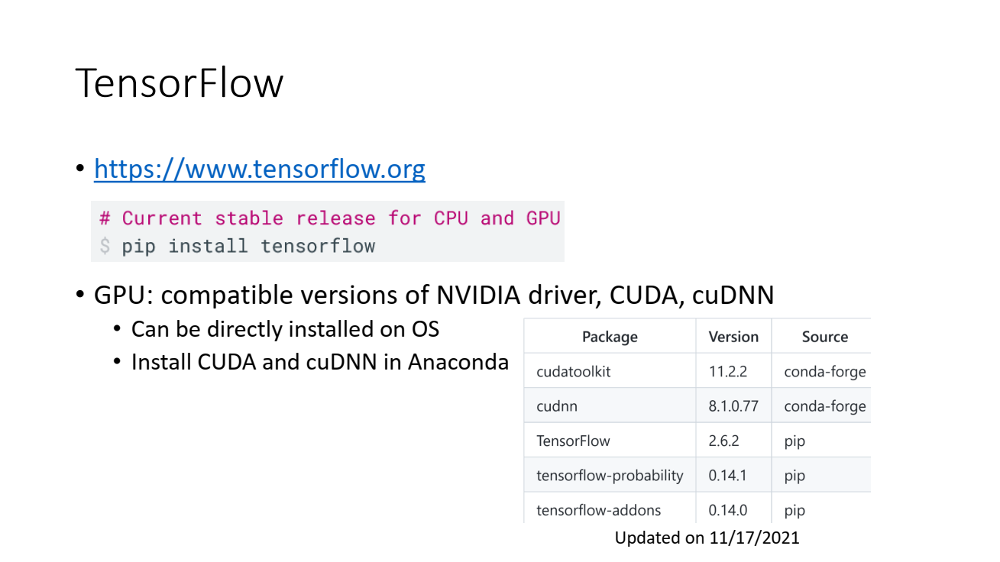 TensorFlow
• https://www.tensorflow.org
# Current stable release for CPU and GPU
$ pip install tensorflow
• GPU: compatible versions of NVIDIA driver, CUDA, cuDNN
• Can be directly installed on OS
• Install CUDA and cuDNN in Anaconda
Package Version Source
cudatoolkit 11.2.2 conda-forge
cudnn 8.1.0.77 conda-forge
TensorFlow 2.6.2 pip
tensorflow-probability 0.14.1 pip
tensorflow-addons 0.14.0 pip
Updated on 11/17/2021